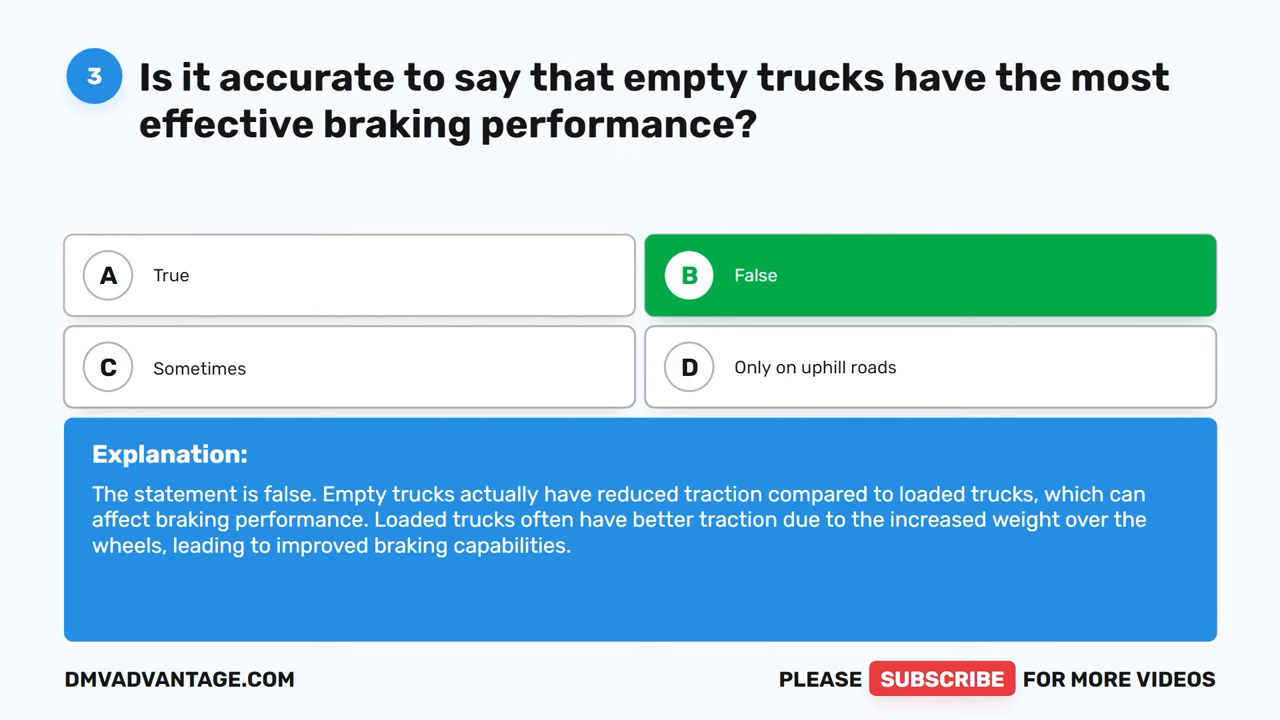 3
Is it accurate to say that empty trucks have the most
effective braking performance?
A True
B False
C Sometimes
D Only on uphill roads
Explanation:
The statement is false. Empty trucks actually have reduced traction compared to loaded trucks, which can
affect braking performance. Loaded trucks often have better traction due to the increased weight over the
wheels, leading to improved braking capabilities.
DMVADVANTAGE.COM
PLEASE SUBSCRIBE FOR MORE VIDEOS